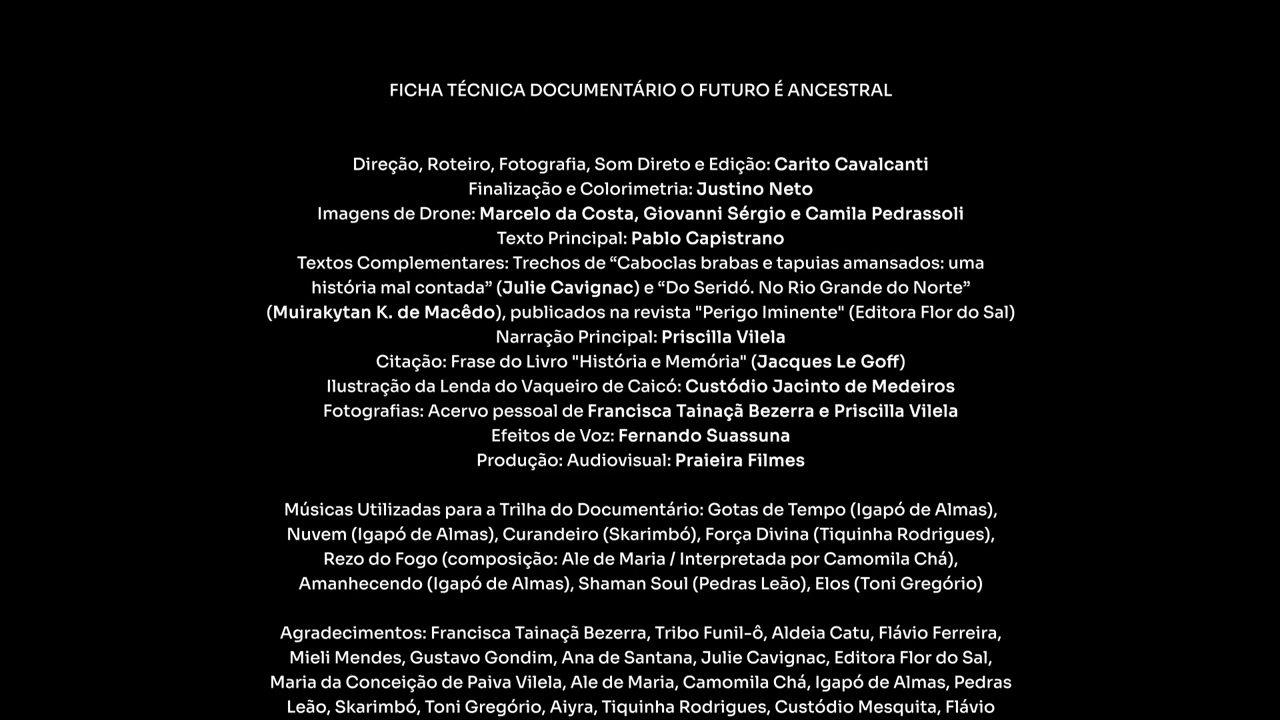 FICHA TÉCNICA DOCUMENTÁRIO O FUTURO É ANCESTRAL
Direção, Roteiro, Fotografia, Som Direto e Edição: Carito Cavalcanti
Finalização e Colorimetria: Justino Neto
Imagens de Drone: Marcelo da Costa, Giovanni Sérgio e Camila Pedrassoli
Texto Principal: Pablo Capistrano
Textos Complementares: Trechos de “Caboclas brabas e tapuias amansados: uma
história mal contada” (Julie Cavignac) e “Do Seridó. No Rio Grande do Norte”
(Muirakytan K. de Macêdo), publicados na revista "Perigo Iminente" (Editora Flor do Sal)
Narração Principal: Priscilla Vilela
Citação: Frase do Livro "História e Memória" (Jacques Le Goff)
Ilustração da Lenda do Vaqueiro de Caicó: Custódio Jacinto de Medeiros
Fotografias: Acervo pessoal de Francisca Tainaçã Bezerra e Priscilla Vilela
Efeitos de Voz: Fernando Suassuna
Produção: Audiovisual: Praieira Filmes
Músicas Utilizadas para a Trilha do Documentário: Gotas de Tempo (Igapó de Almas),
Nuvem (Igapó de Almas), Curandeiro (Skarimbó), Força Divina (Tiquinha Rodrigues),
Rezo do Fogo (composição: Ale de Maria / Interpretada por Camomila Chá),
Amanhecendo (Igapó de Almas), Shaman Soul (Pedras Leão), Elos (Toni Gregório)
Agradecimentos: Francisca Tainaçã Bezerra, Tribo Funil-ô, Aldeia Catu, Flávio Ferreira,
Mieli Mendes, Gustavo Gondim, Ana de Santana, Julie Cavignac, Editora Flor do Sal,
Maria da Conceição de Paiva Vilela, Ale de Maria, Camomila Chá, Igapó de Almas, Pedras
Leão, Skarimbó, Toni Gregório, Aiyra, Tiquinha Rodrigues, Custódio Mesquita, Flávio